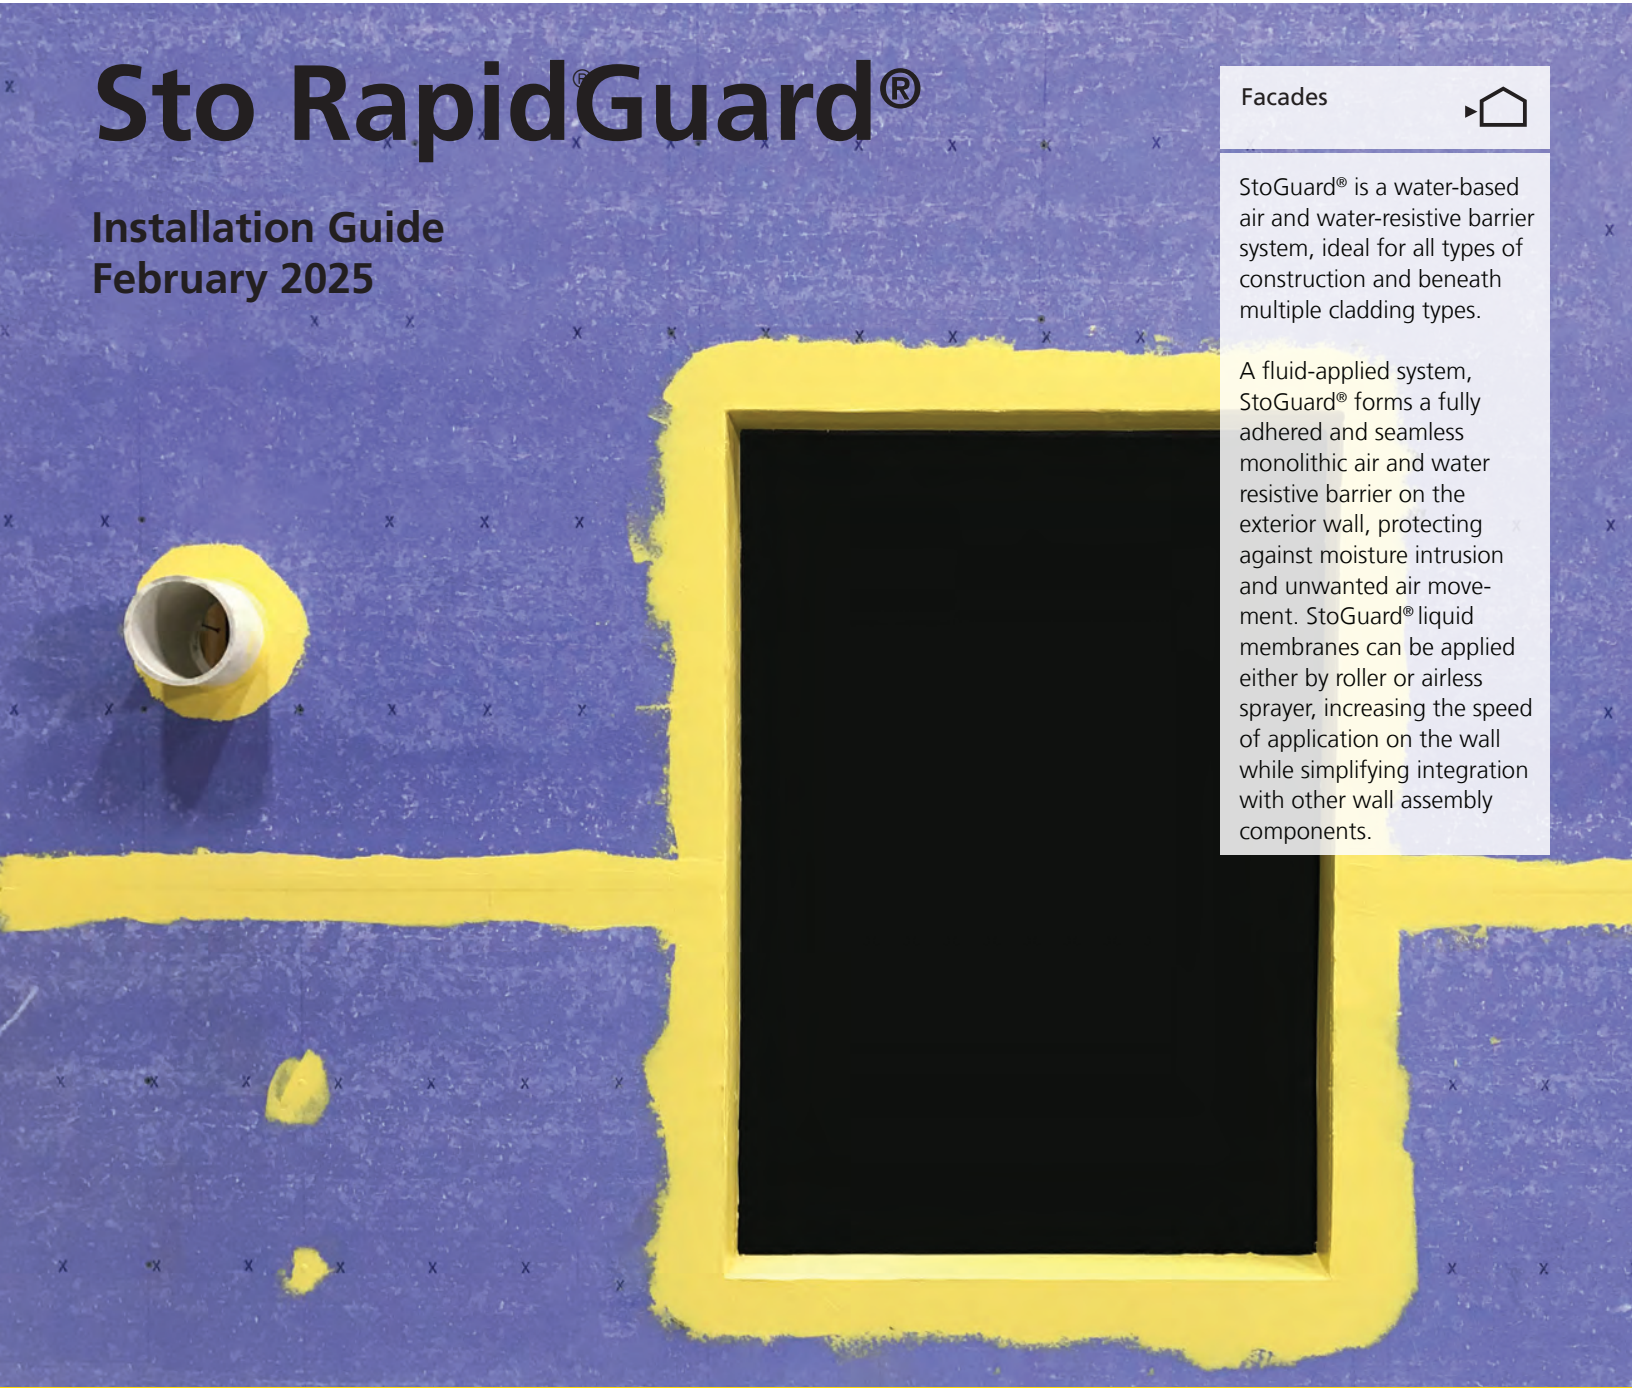 Sto RapidGuard®
Installation Guide
February 2025
Facades
StoGuard® is a water-based
air and water-resistive barrier
system, ideal for all types of
construction and beneath
multiple cladding types.
A fluid-applied system,
StoGuard® forms a fully
adhered and seamless
monolithic air and water
resistive barrier on the
exterior wall, protecting
against moisture intrusion
and unwanted air move-
ment. StoGuard® liquid
membranes can be applied
either by roller or airless
sprayer, increasing the speed
of application on the wall
while simplifying integration
with other wall assembly
components.